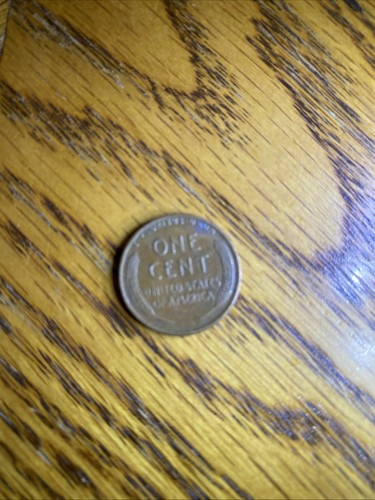 ONE
CENT
UNITED STATES
OF AMERICA